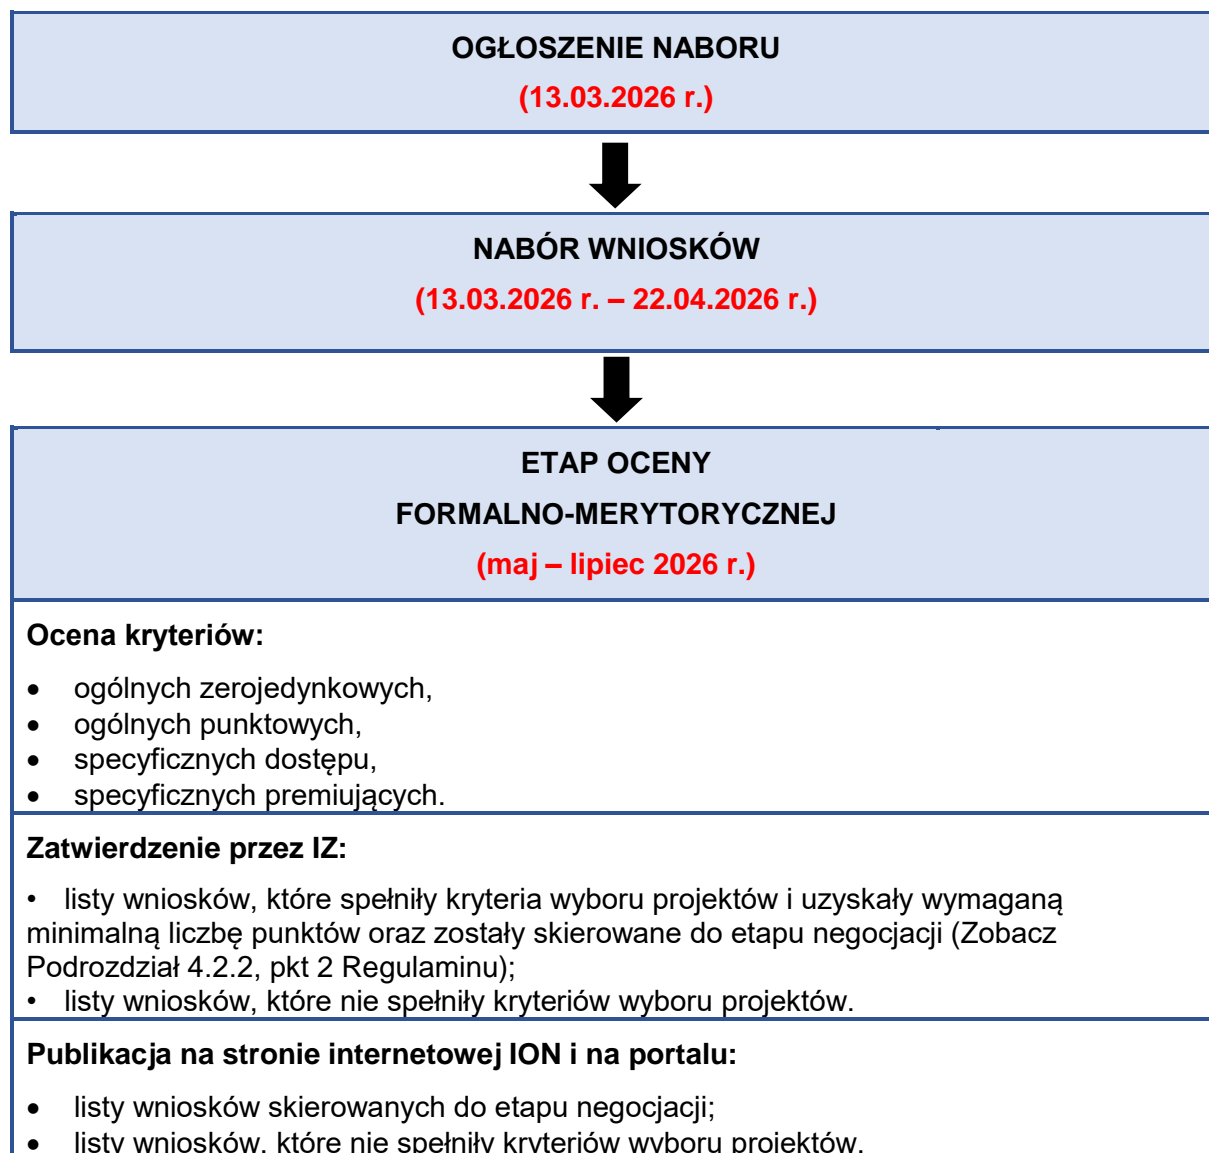 OGŁOSZENIE NABORU
(13.03.2026 r.)
NABÓR WNIOSKÓW
(13.03.2026 r. – 22.04.2026 r.)
ETAP OCENY
FORMALNO-MERYTORYCZNEJ
(maj – lipiec 2026 r.)
Ocena kryteriów:
• ogólnych zerojedynkowych,
• ogólnych punktowych,
• specyficznych dostępu,
• specyficznych premiujących.
Zatwierdzenie przez IZ:
• listy wniosków, które spełniły kryteria wyboru projektów i uzyskały wymaganą
minimalną liczbę punktów oraz zostały skierowane do etapu negocjacji (Zobacz
Podrozdział 4.2.2, pkt 2 Regulaminu);
• listy wniosków, które nie spełniły kryteriów wyboru projektów.
Publikacja na stronie internetowej ION i na portalu:
• listy wniosków skierowanych do etapu negocjacji;
• listy wniosków, które nie spełniły kryteriów wyboru projektów.